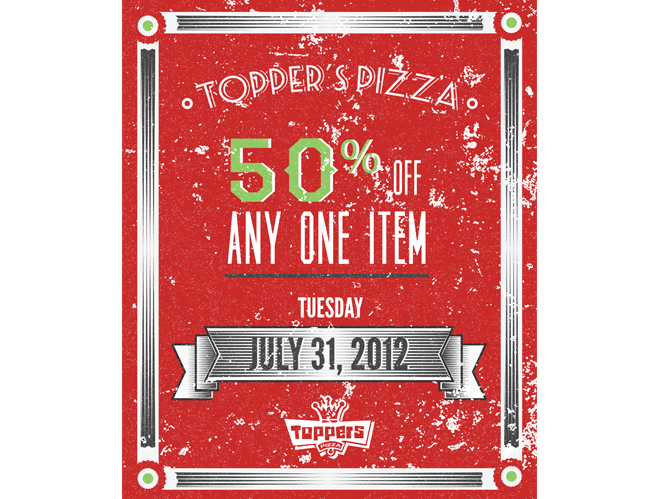 TOPPER'S PIZZA
50% OFF
ANY ONE ITEM
TUESDAY
JULY 31, 2012
TOPPERS
PIZZA